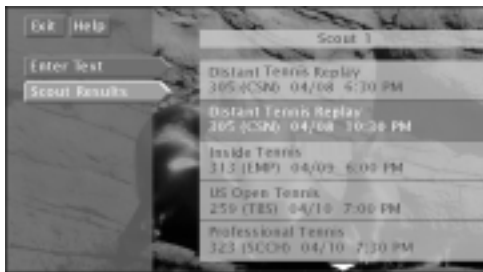 Exit Help
Scout 1
Enter Text
Scout Results
Distant Tennis Replay
305 (CSN) 04/08 6:30 PM
Distant Tennis Replay
305 (CSN) 04/08 10:30 PM
Inside Tennis
313 (EMP) 04/09 6:00 PM
US Open Tennis
259 (TBS) 04/10 7:00 PM
Professional Tennis
323 (SCCH) 04/10 7:30 PM